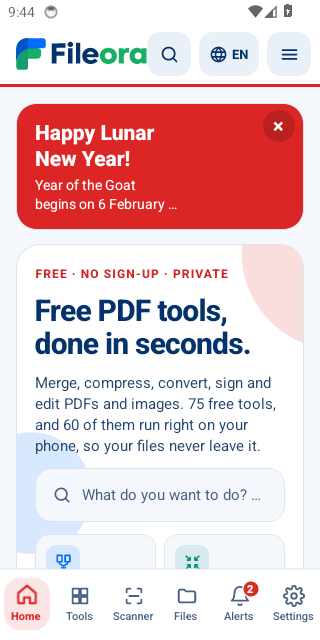 9:44
Fileora
EN
Happy Lunar
New Year!
Year of the Goat
begins on 6 February ...
FREE · NO SIGN-UP · PRIVATE
Free PDF tools,
done in seconds.
Merge, compress, convert, sign and
edit PDFs and images. 75 free tools,
and 60 of them run right on your
phone, so your files never leave it.
What do you want to do? ...
2
Home
Tools
Scanner
Files
Alerts
Settings